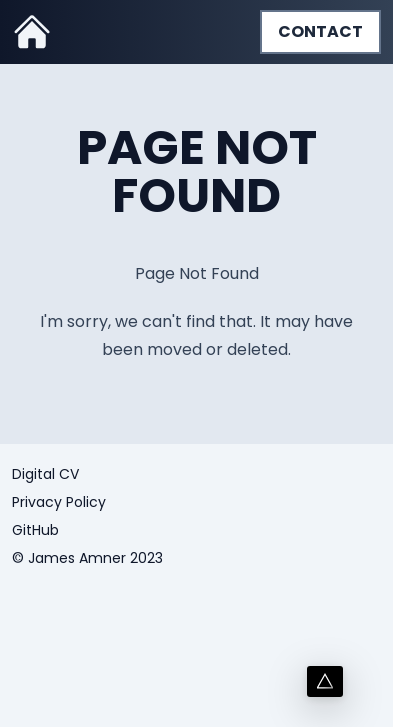 CONTACT
PAGE NOT
FOUND
Page Not Found
I'm sorry, we can't find that. It may have
been moved or deleted.
Digital CV
Privacy Policy
GitHub
© James Amner 2023